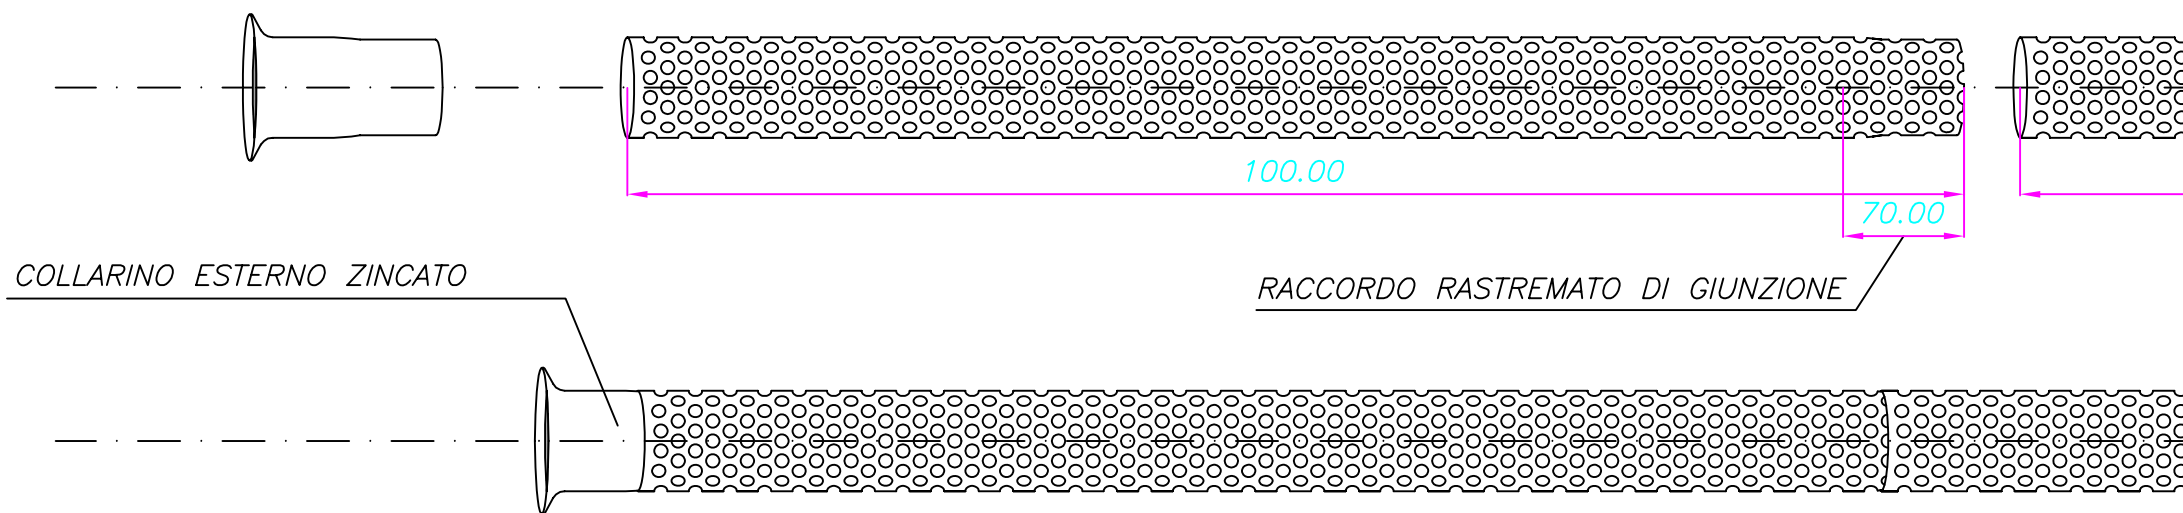 100.00
70.00
COLLARINO ESTERNO ZINCATO
RACCORDO RASTREMATO DI GIUNZIONE